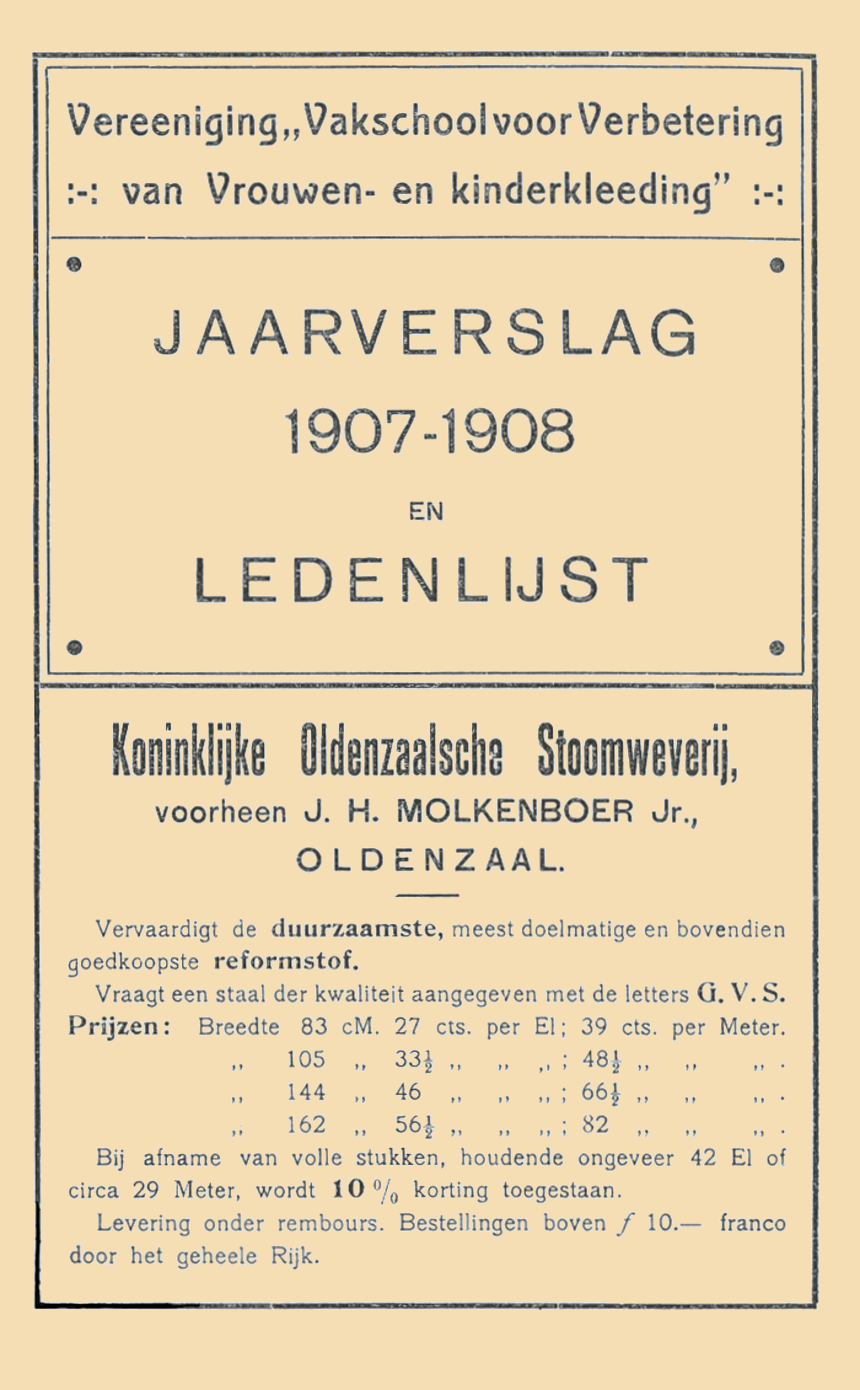 Vereeniging „Vakschool voor Verbetering
:-: van Vrouwen- en kinderkleeding” :-:
JAARVERSLAG
1907-1908
EN
LEDENLIJST
Koninklijke Oldenzaalsche Stoomweverij,
voorheen J. H. MOLKENBOER Jr.,
OLDENZAAL.
Vervaardigt de duurzaamste, meest doelmatige en bovendien
goedkoopste reformstof.
Vraagt een staal der kwaliteit aangegeven met de letters G. V. S.
Prijzen: Breedte 83 cM. 27 cts. per El; 39 cts. per Meter.
„ 105 „ 33½ „ „ „ ; 48½ „ „ „ .
„ 144 „ 46 „ „ „ ; 66½ „ „ „ .
„ 162 „ 56½ „ „ „ ; 82 „ „ „ .
Bij afname van volle stukken, houdende ongeveer 42 El of
circa 29 Meter, wordt 10 % korting toegestaan.
Levering onder rembours. Bestellingen boven f 10.— franco
door het geheele Rijk.